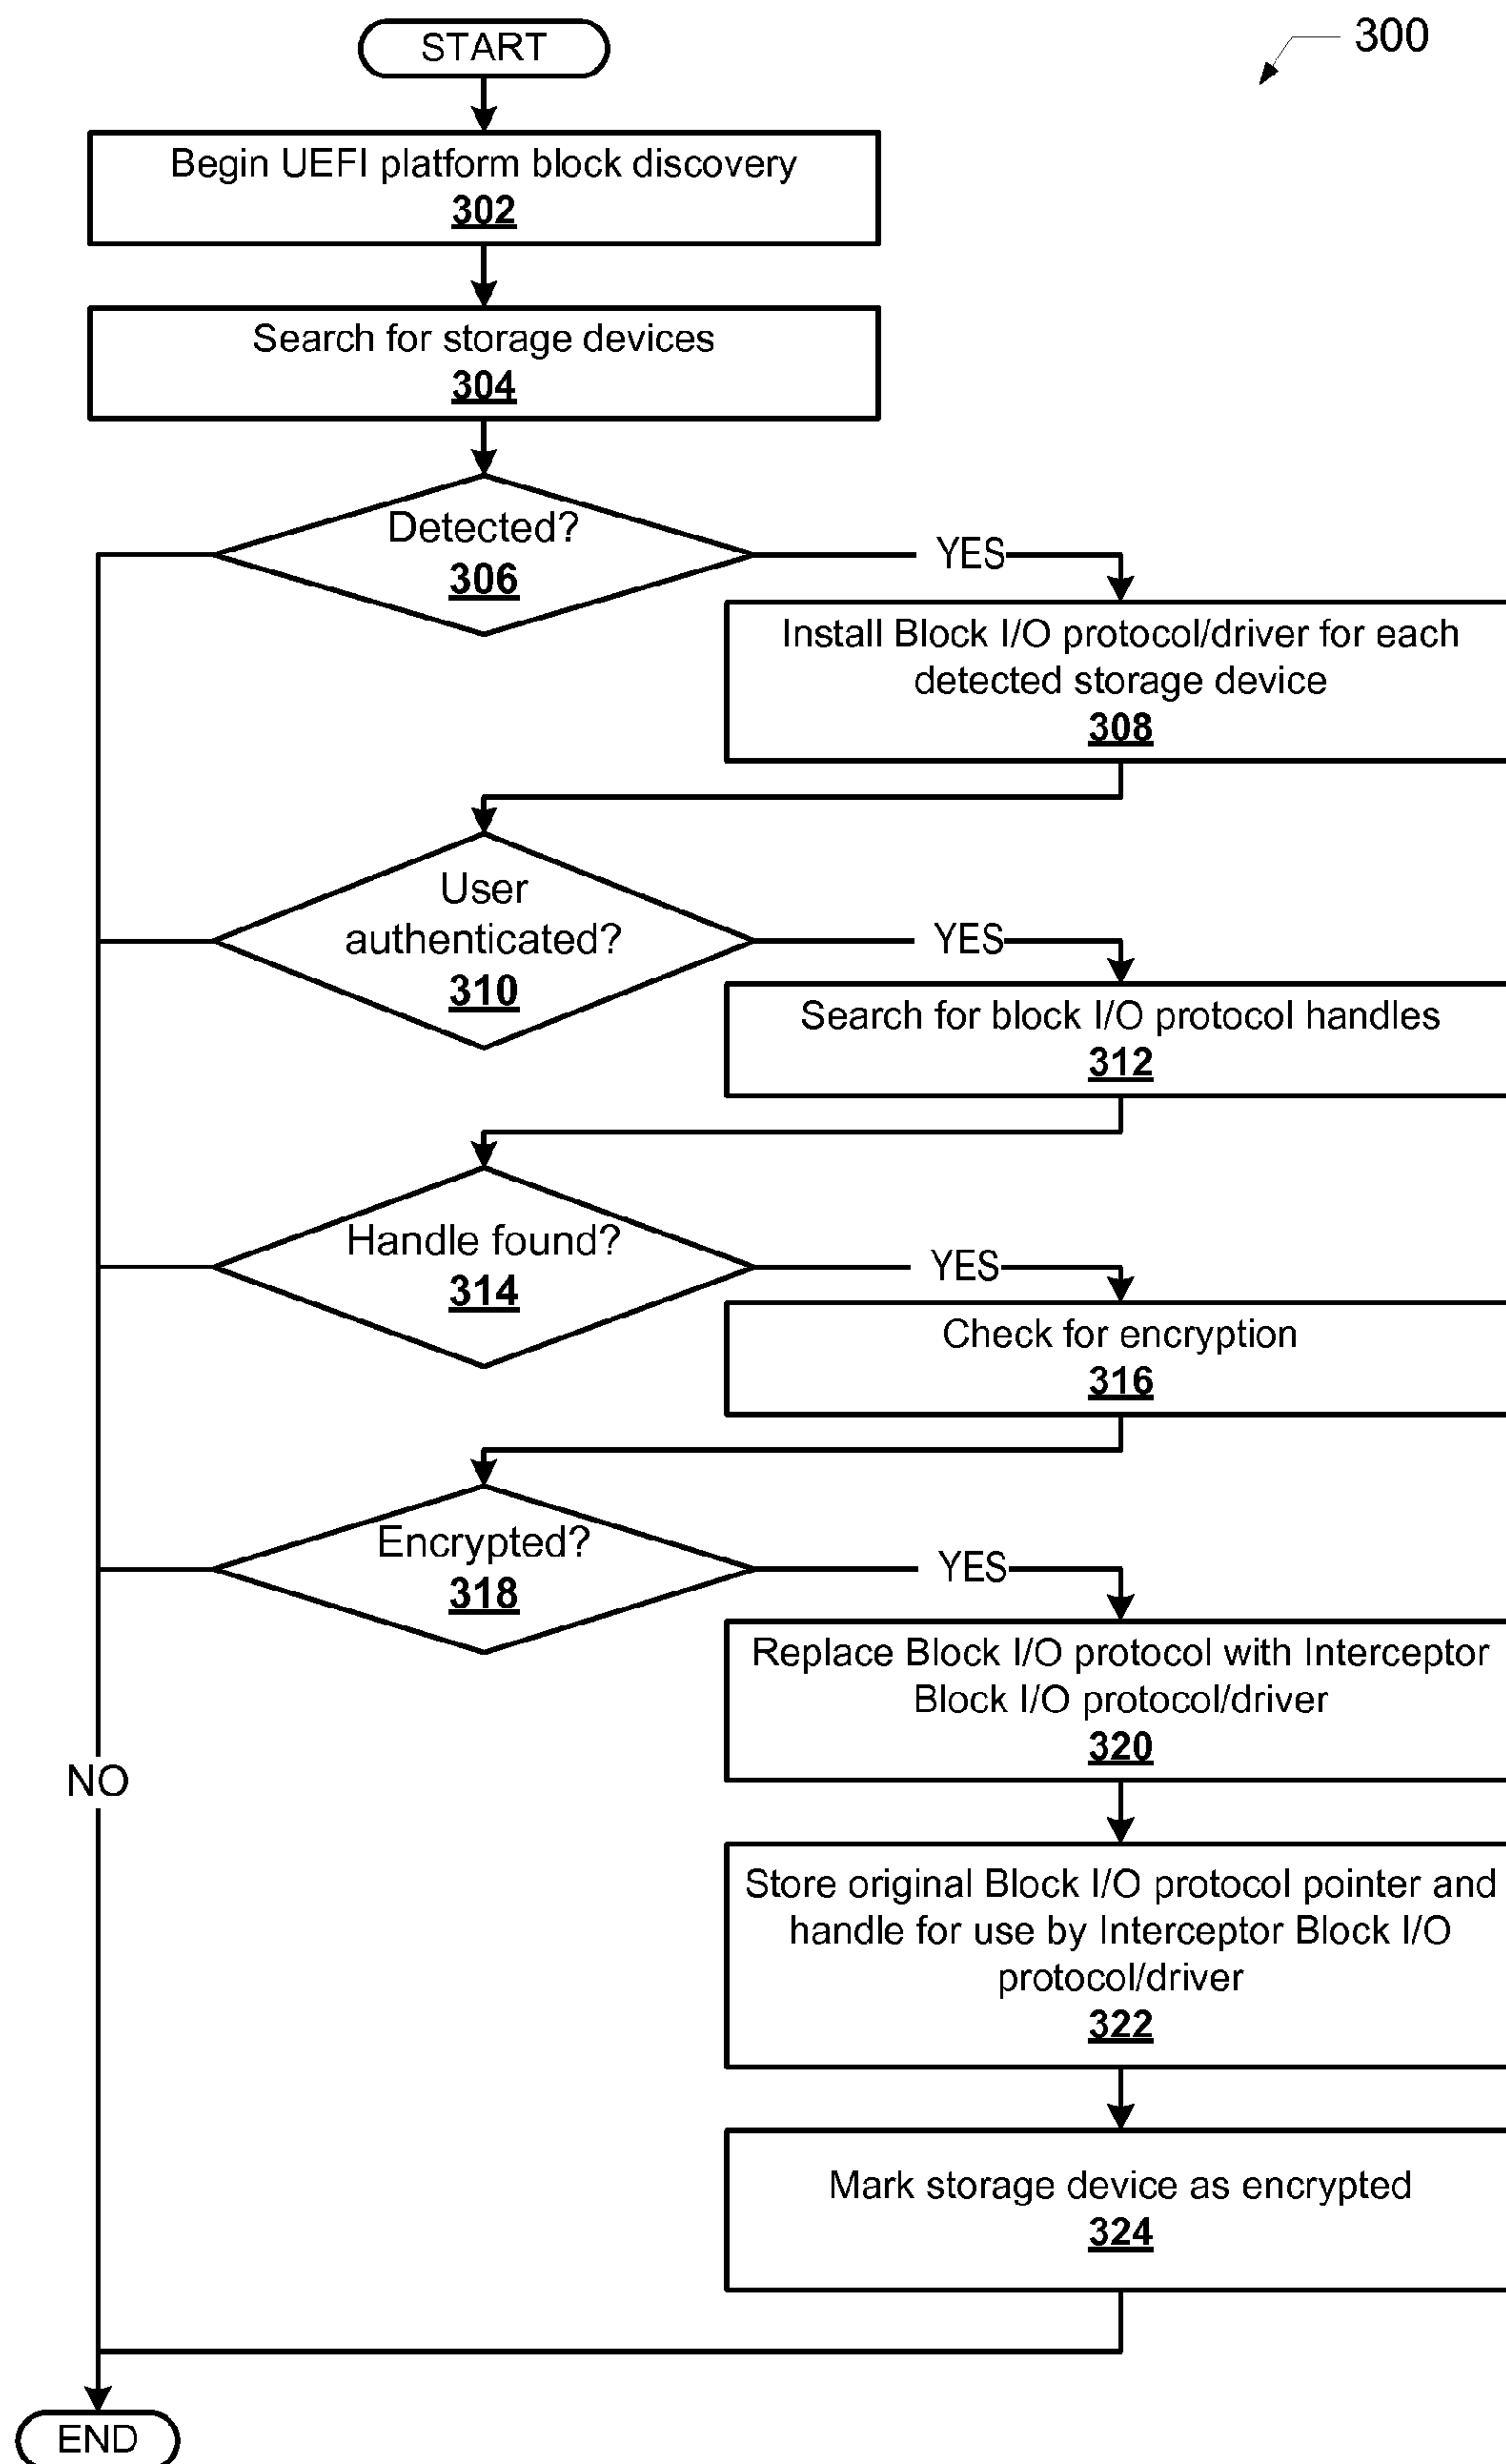 START
300
Begin UEFI platform block discovery
302
Search for storage devices
304
Detected?
306
YES
Install Block I/O protocol/driver for each
detected storage device
308
User
authenticated?
310
YES
Search for block I/O protocol handles
312
Handle found?
314
YES
Check for encryption
316
Encrypted?
318
YES
Replace Block I/O protocol with Interceptor
Block I/O protocol/driver
320
NO
Store original Block I/O protocol pointer and
handle for use by Interceptor Block I/O
protocol/driver
322
Mark storage device as encrypted
324
END